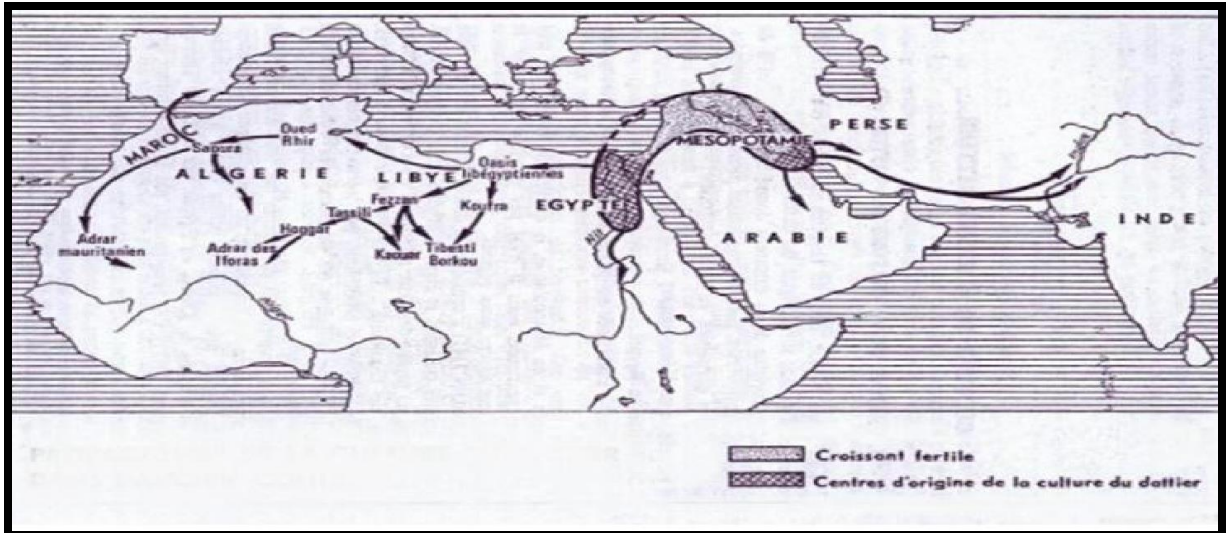 PERSE
MAROC
Oued
Rhir
Saoura
MESOPOTAMIE
ALGERIE
LIBYE
Oasis
libégyptiennes
Fezzan
Koufra
EGYPTE
Tassili
INDE
Hoggar
Adrar
mauritanien
Adrar des
Iforas
Kaouar
Tibesti
Borkou
Nil
ARABIE
Croissant fertile
Centres d'origine de la culture du dattier